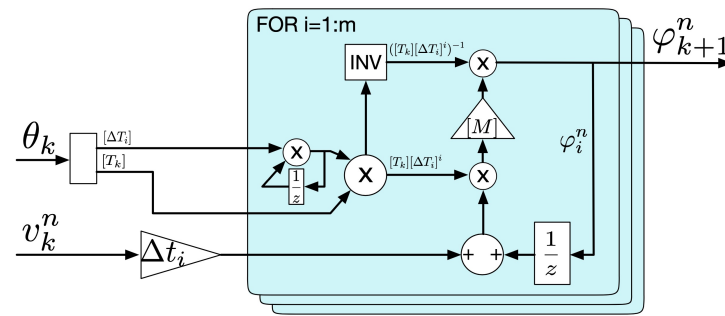 FOR i=1:m
([T_k][ΔT_i]^i)^{-1}
φ^n_{k+1}
INV
x
[M]
φ^n_i
θ_k
[ΔT_i]
[T_k]
x
1/z
x
[T_k][ΔT_i]^i
x
v^n_k
Δt_i
+ +
1/z